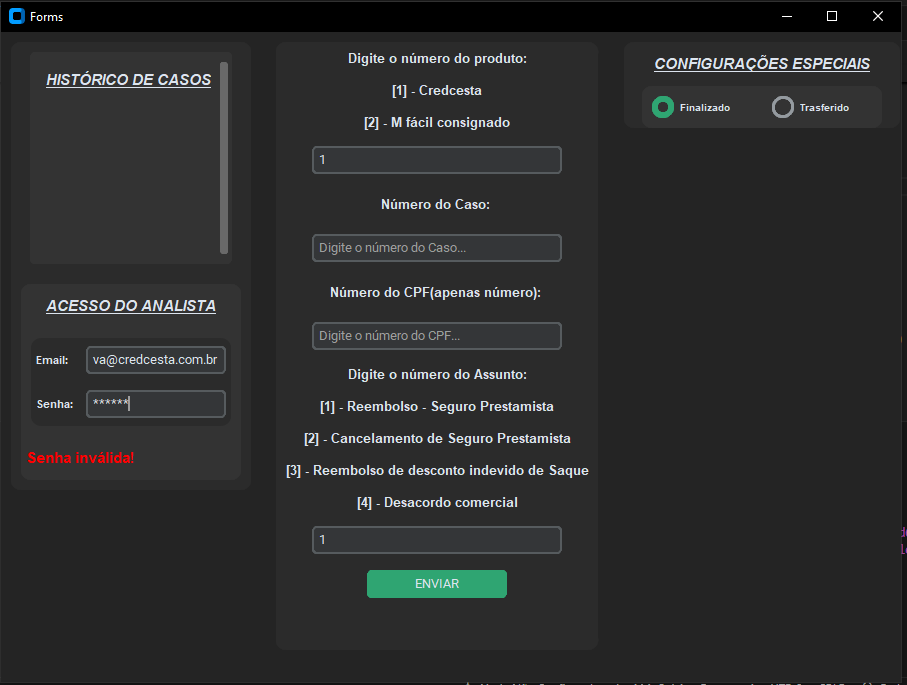 Forms
HISTÓRICO DE CASOS
ACESSO DO ANALISTA
Email:
va@credcesta.com.br
Senha:
******
Senha inválida!
Digite o número do produto:
[1] - Credcesta
[2] - M fácil consignado
1
Número do Caso:
Digite o número do Caso...
Número do CPF(apenas número):
Digite o número do CPF...
Digite o número do Assunto:
[1] - Reembolso - Seguro Prestamista
[2] - Cancelamento de Seguro Prestamista
[3] - Reembolso de desconto indevido de Saque
[4] - Desacordo comercial
1
ENVIAR
CONFIGURAÇÕES ESPECIAIS
Finalizado
Trasferido